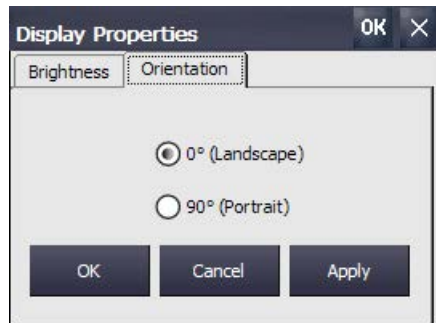 Display Properties OK ×
Brightness Orientation
0° (Landscape)
90° (Portrait)
OK Cancel Apply